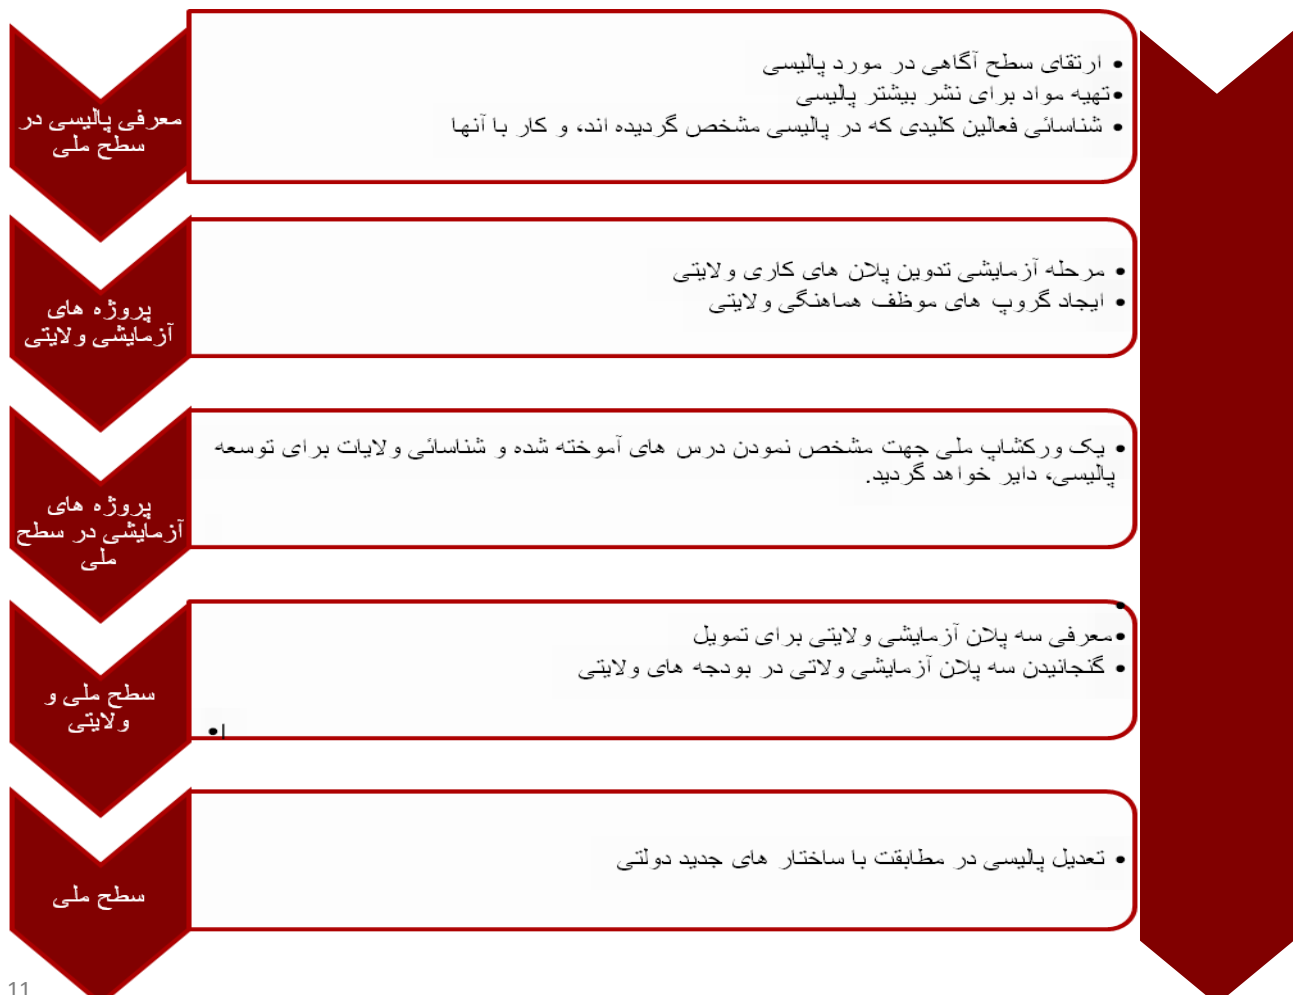 معرفی پالیسی در
سطح ملی
• ارتقای سطح آگاهی در مورد پالیسی
•تهیه مواد برای نشر بیشتر پالیسی
• شناسائی فعالین کلیدی که در پالیسی مشخص گردیده اند، و کار با آنها
پروژه های
آزمایشی ولایتی
• مرحله آزمایشی تدوین پلان های کاری ولایتی
• ایجاد گروپ های موظف هماهنگی ولایتی
پروژه های
آزمایشی در سطح
ملی
• یک ورکشاپ ملی جهت مشخص نمودن درس های آموخته شده و شناسائی ولایات برای توسعه
پالیسی، دایر خواهد گردید.
سطح ملی و
ولایتی
•
•معرفی سه پلان آزمایشی ولایتی برای تمویل
• گنجانیدن سه پلان آزمایشی ولاتی در بودجه های ولایتی
ا•
سطح ملی
• تعدیل پالیسی در مطابقت با ساختار های جدید دولتی
11